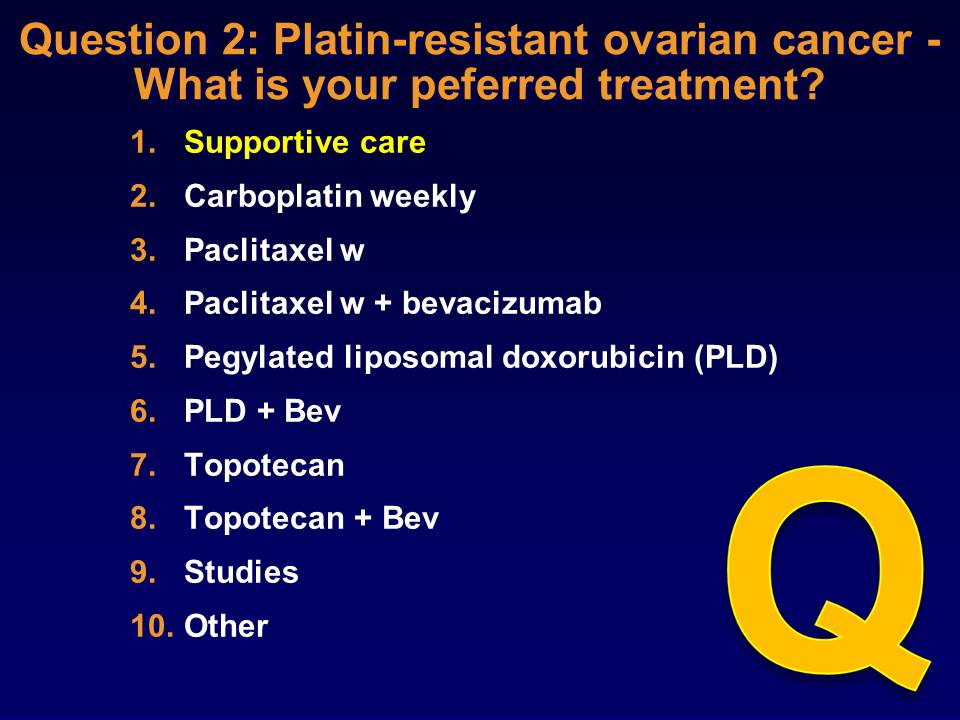 Question 2: Platin-resistant ovarian cancer -
What is your peferred treatment?
1. Supportive care
2. Carboplatin weekly
3. Paclitaxel w
4. Paclitaxel w + bevacizumab
5. Pegylated liposomal doxorubicin (PLD)
6. PLD + Bev
7. Topotecan
8. Topotecan + Bev
9. Studies
10. Other
Q